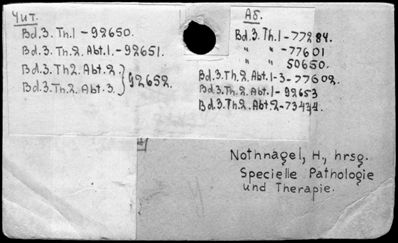 Чит.
Bd.3.Th.1-92650.
Bd.3.Th.2.Abt.1.-92651.
Bd.3.Th2.Abt.2.
Bd.3.Th.2.Abt.3. } 92652.
Аб.
Bd.3.Th.1-77284.
" " -77601
" " 50650.
Bd.3.Th.2.Abt.1-3-77602.
Bd.3.Th.2.Abt.1-92653
Bd.3.Th.2.Abt.2-73474.
Nothnagel, H., hrsg.
Specielle Pathologie
und Therapie.